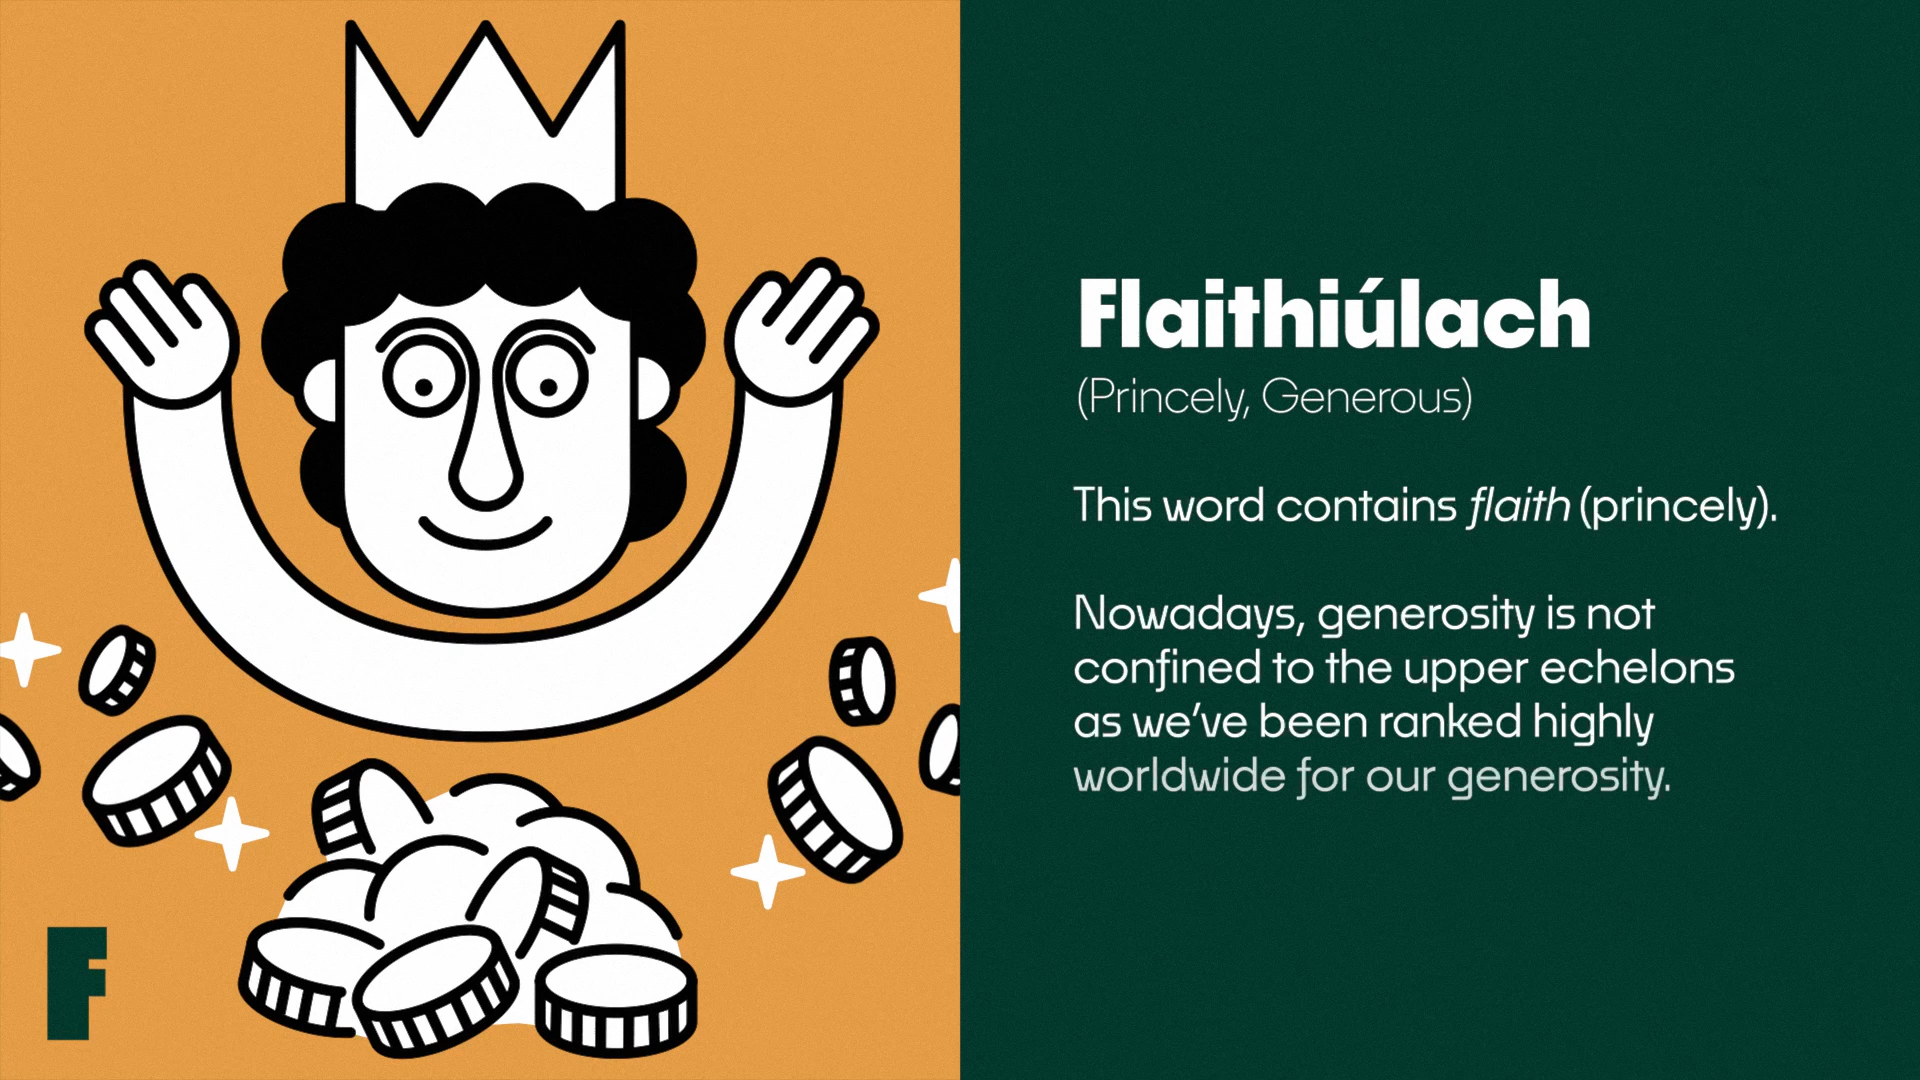 F
Flaithiúlach
(Princely, Generous)
This word contains flaith (princely).
Nowadays, generosity is not
confined to the upper echelons
as we’ve been ranked highly
worldwide for our generosity.